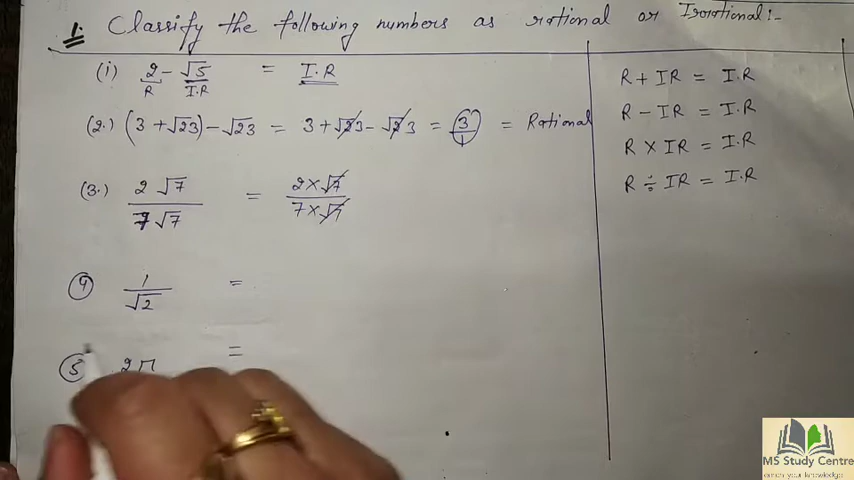 1. Classify the following numbers as rational or Irrational:-
(i) 2 - √5 = I.R
R I.R
(2.) (3 + √23) - √23 = 3 + √23 - √23 = 3/1 = Rational
(3.) 2√7 / 7√7 = 2×√7 / 7×√7
④ 1/√2 =
⑤ 2π =
R + IR = I.R
R - IR = I.R
R × IR = I.R
R ÷ IR = I.R
MS Study Centre